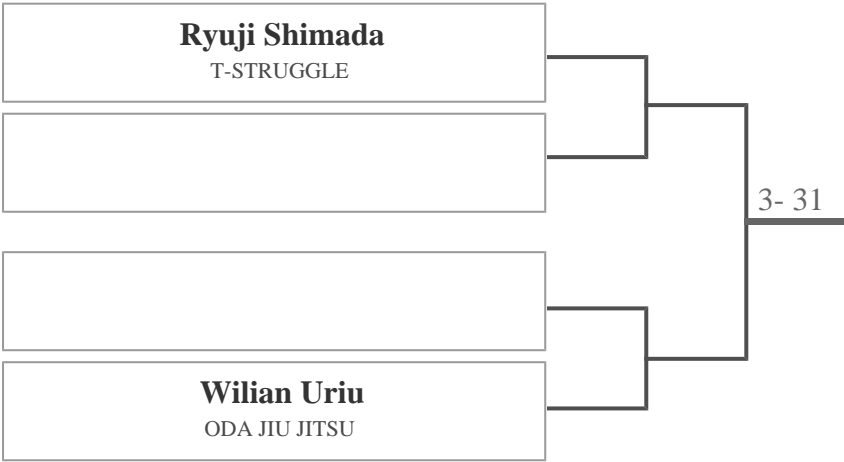 Ryuji Shimada
T-STRUGGLE
3- 31
Wilian Uriu
ODA JIU JITSU